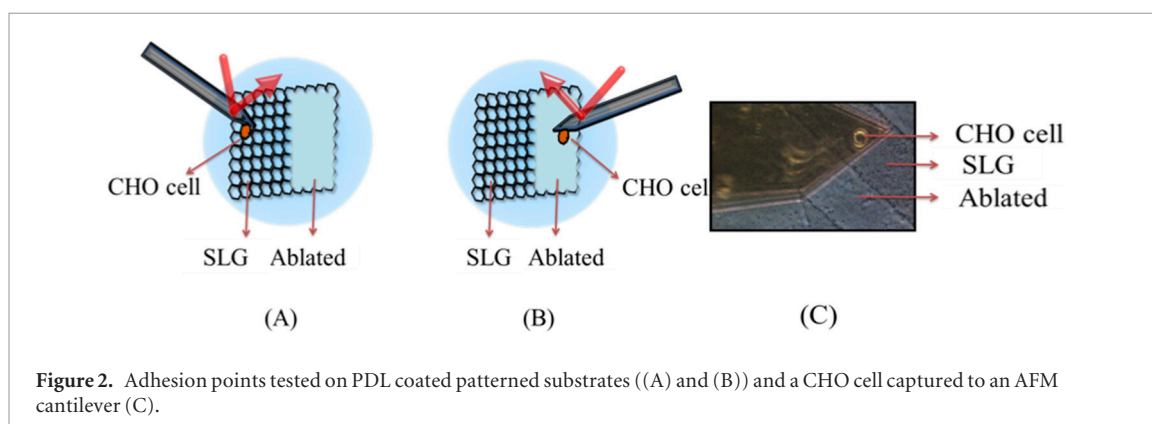 CHO cell
SLG Ablated
(A)
CHO cell
SLG Ablated
(B)
CHO cell
SLG
Ablated
(C)
Figure 2. Adhesion points tested on PDL coated patterned substrates ((A) and (B)) and a CHO cell captured to an AFM
cantilever (C).